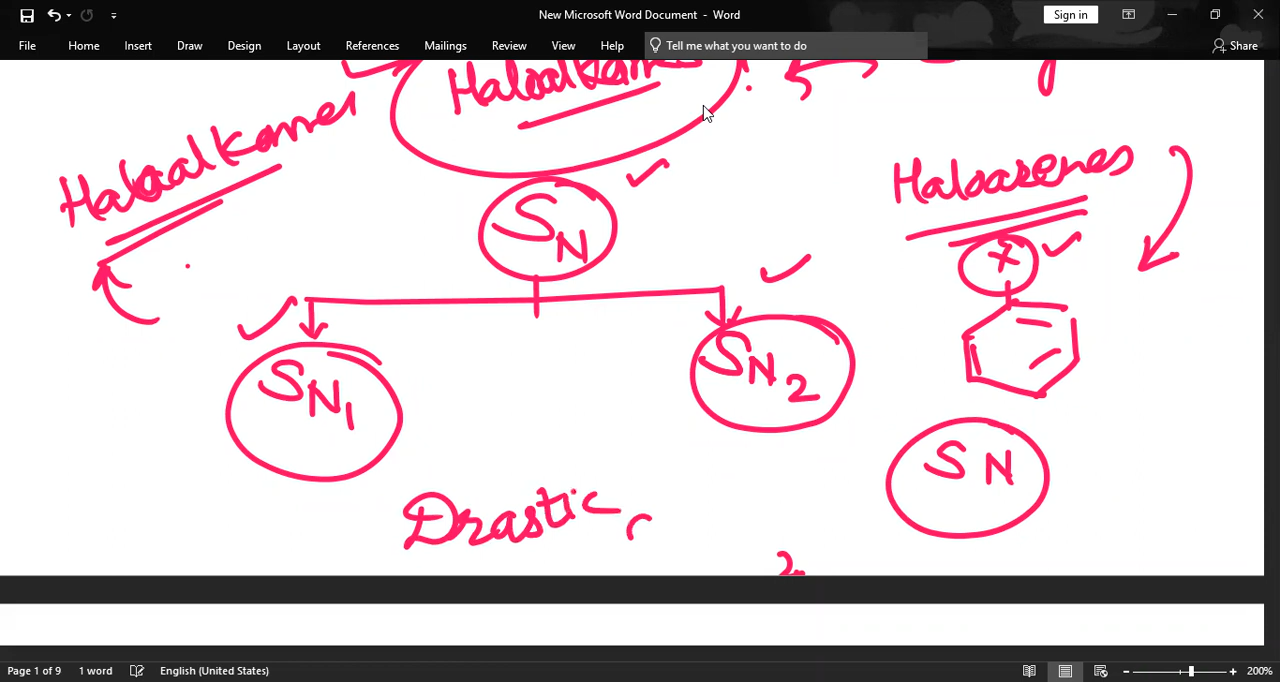 New Microsoft Word Document - Word
Sign in
File Home Insert Draw Design Layout References Mailings Review View Help Tell me what you want to do
Share
Haloalkanes
Haloalkanes
Haloarenes
SN
X
SN1
SN2
SN
Drastic
Page 1 of 9 1 word English (United States)
200%